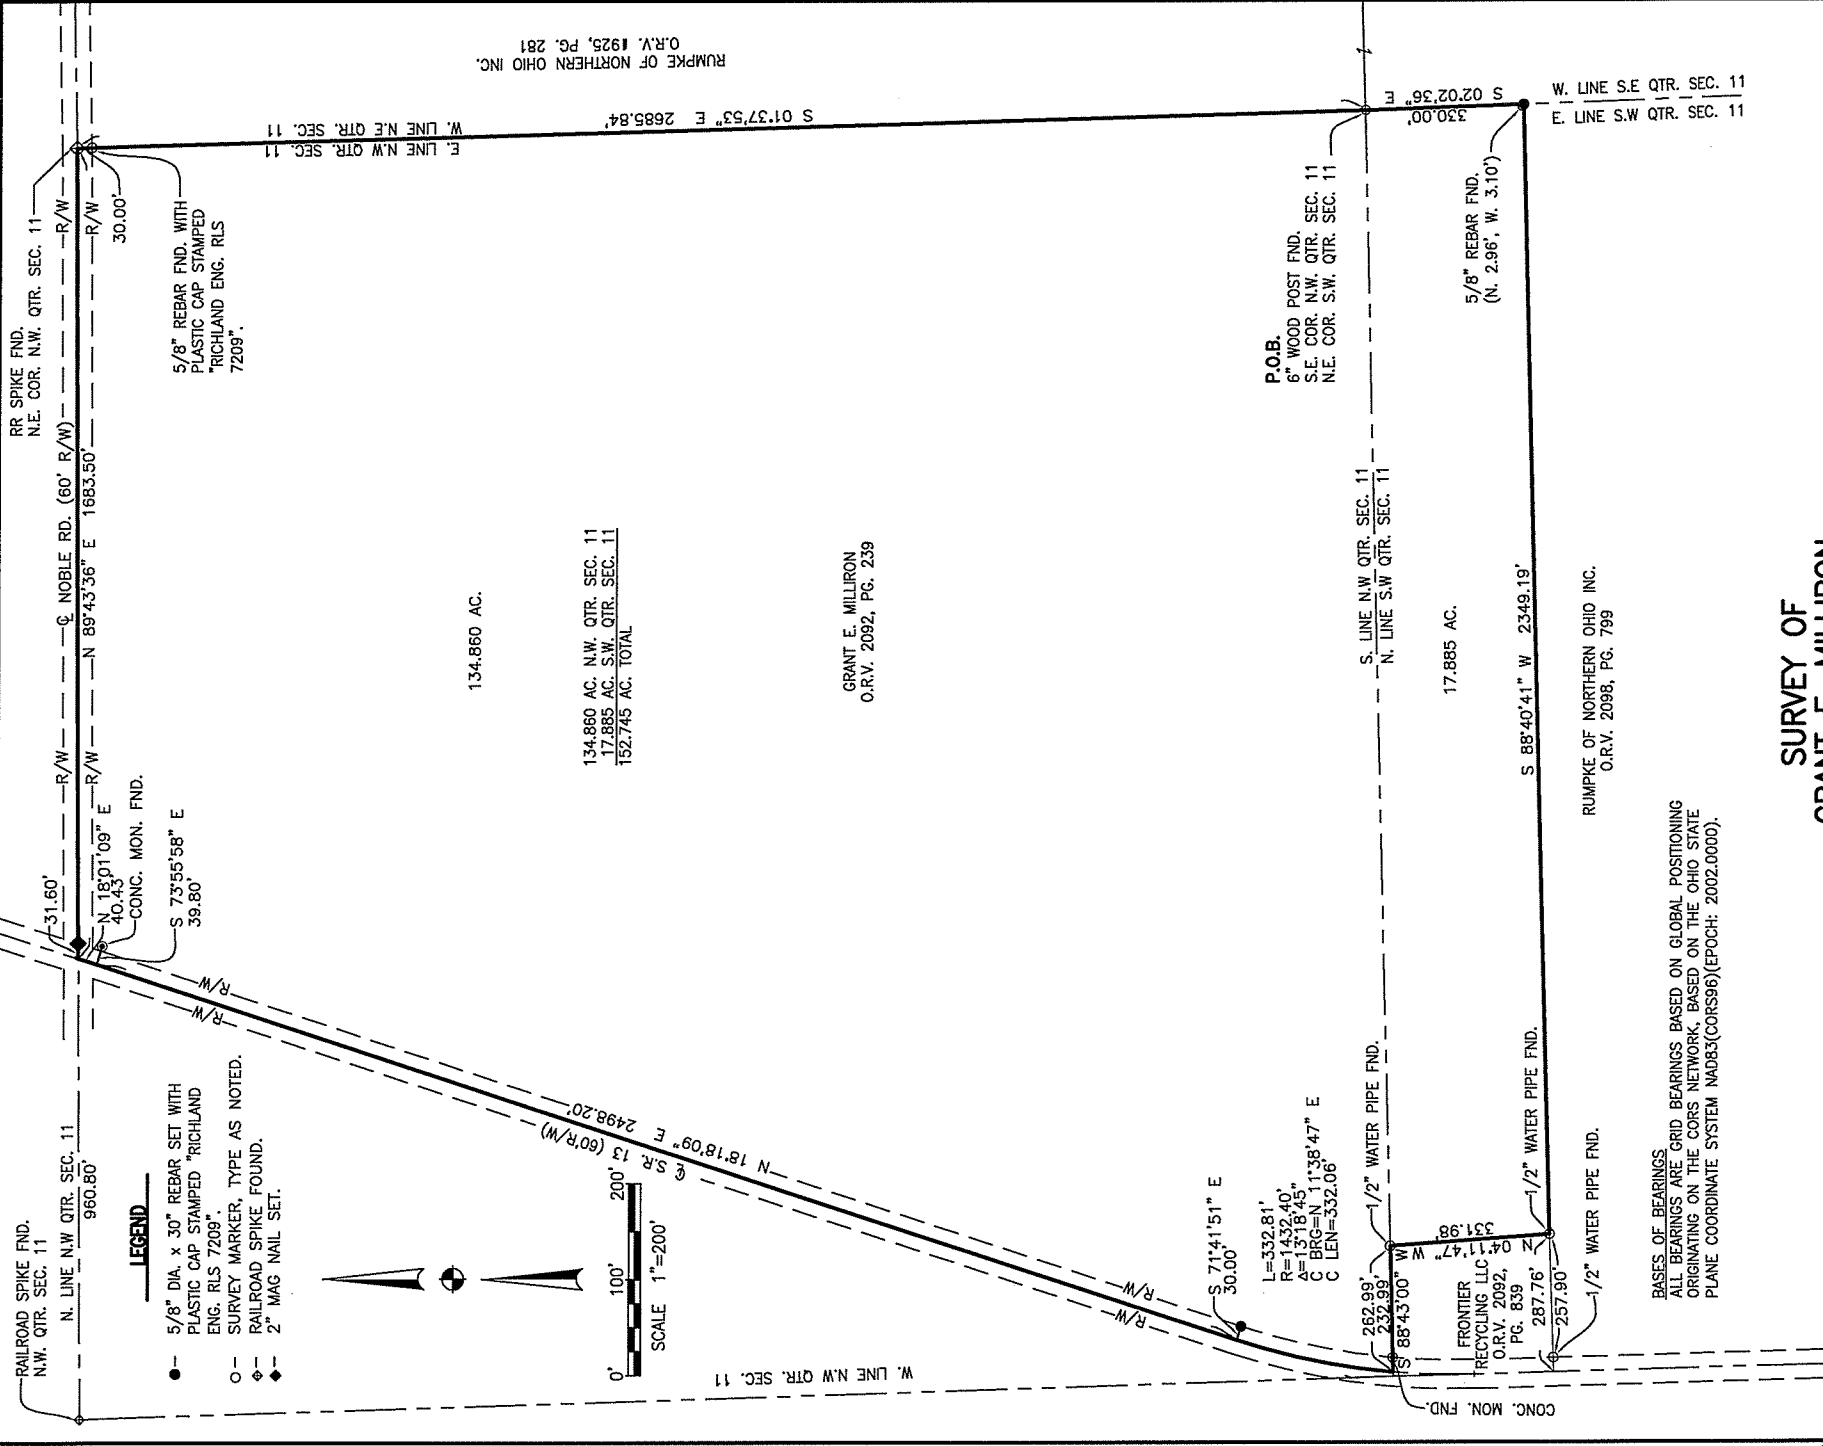 RAILROAD SPIKE FND.
N.W. QTR. SEC. 11
N. LINE N.W QTR. SEC. 11
960.80'
31.60'
N 18°01'09" E
40.43'
CONC. MON. FND.
S 73°55'58" E
39.80'
R/W
R/W
℄ NOBLE RD. (60' R/W)
N 89°43'36" E 1683.50'
R/W
R/W
RR SPIKE FND.
N.E. COR. N.W. QTR. SEC. 11
30.00'
5/8" REBAR FND. WITH
PLASTIC CAP STAMPED
"RICHLAND ENG. RLS
7209".
W. LINE N.E QTR. SEC. 11
E. LINE N.W QTR. SEC. 11
S 01°37'53" E 2685.84'
RUMPKE OF NORTHERN OHIO INC.
O.R.V. 1925, PG. 281
LEGEND
5/8" DIA. x 30" REBAR SET WITH
PLASTIC CAP STAMPED "RICHLAND
ENG. RLS 7209".
SURVEY MARKER, TYPE AS NOTED.
RAILROAD SPIKE FOUND.
2" MAG NAIL SET.
0' 100' 200'
SCALE 1"=200'
R/W
R/W
N 18°18'09" E 2498.20'
℄ S.R. 13 (60'R/W)
R/W
R/W
134.860 AC.
134.860 AC. N.W. QTR. SEC. 11
17.885 AC. S.W. QTR. SEC. 11
152.745 AC. TOTAL
GRANT E. MILLIRON
O.R.V. 2092, PG. 239
W. LINE N.W QTR. SEC. 11
S 71°41'51" E
30.00'
L=332.81'
R=1432.40'
Δ=13°18'45"
C BRG=N 11°38'47" E
C LEN=332.06'
P.O.B.
6" WOOD POST FND.
S.E. COR. N.W. QTR. SEC. 11
N.E. COR. S.W. QTR. SEC. 11
S. LINE N.W QTR. SEC. 11
N. LINE S.W QTR. SEC. 11
1/2" WATER PIPE FND.
262.99'
232.99'
S 88°43'00" W
N 04°11'47" W
331.98'
FRONTIER
RECYCLING LLC
O.R.V. 2092,
PG. 839
287.76'
257.90'
CONC. MON. FND.
1/2" WATER PIPE FND.
1/2" WATER PIPE FND.
17.885 AC.
S 88°40'41" W 2349.19'
S 02°02'36" E
330.00'
5/8" REBAR FND.
(N. 2.96', W. 3.10')
W. LINE S.E QTR. SEC. 11
E. LINE S.W QTR. SEC. 11
RUMPKE OF NORTHERN OHIO INC.
O.R.V. 2098, PG. 799
BASES OF BEARINGS
ALL BEARINGS ARE GRID BEARINGS BASED ON GLOBAL POSITIONING
ORIGINATING ON THE CORS NETWORK, BASED ON THE OHIO STATE
PLANE COORDINATE SYSTEM NAD83(CORS96)(EPOCH: 2002.0000).
SURVEY OF
GRANT E. MILLIRON